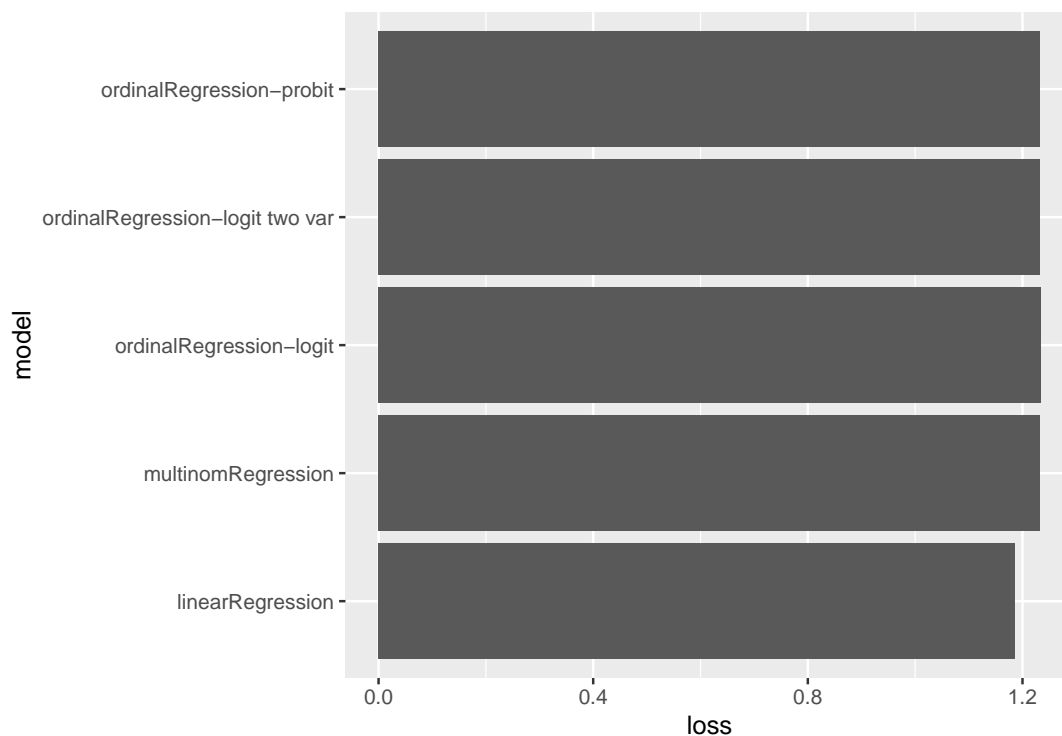 ordinalRegression−probit
ordinalRegression−logit two var
ordinalRegression−logit
multinomRegression
linearRegression
model
0.0 0.4 0.8 1.2
loss